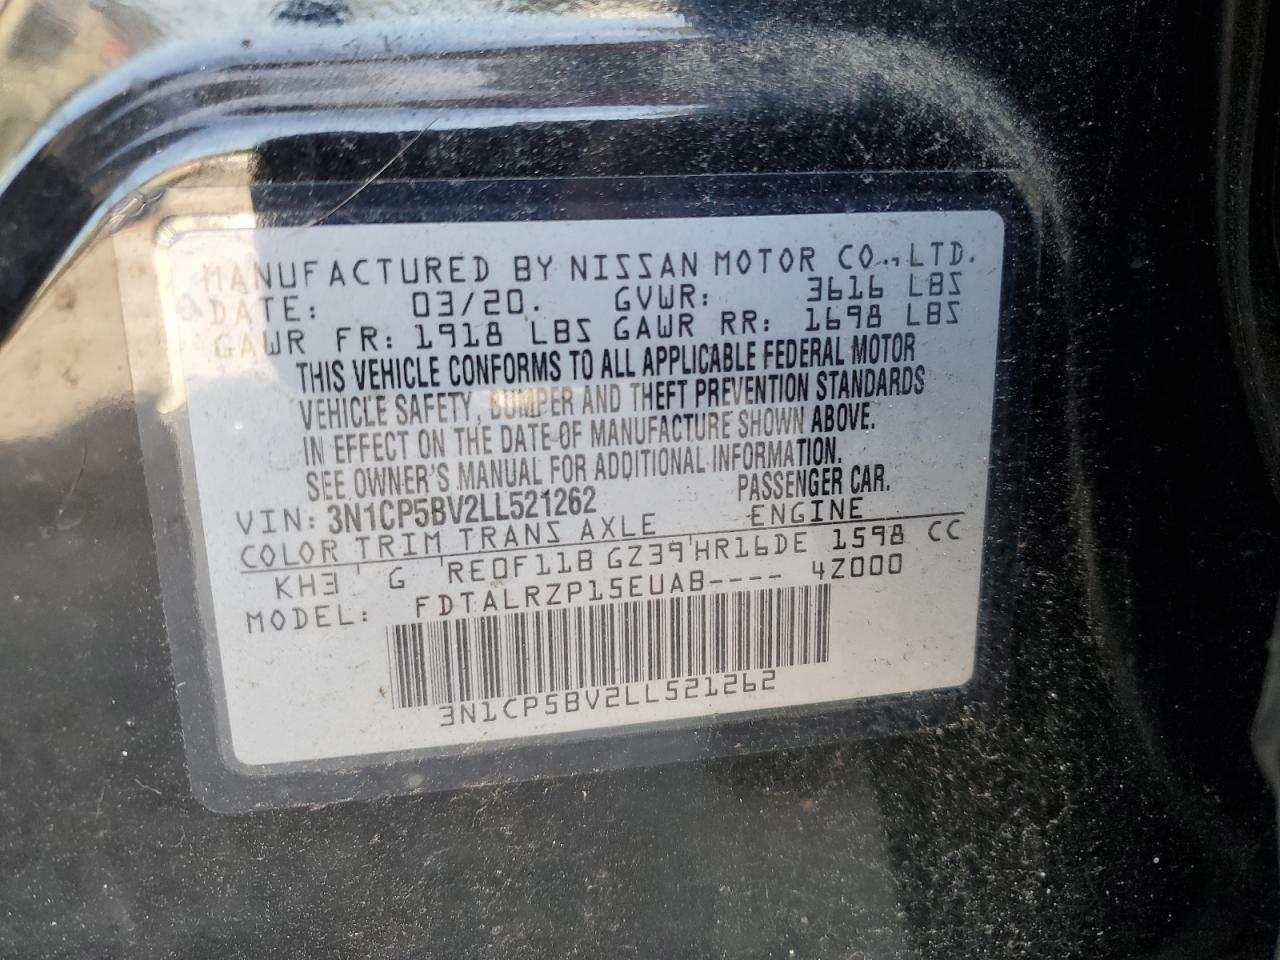 MANUFACTURED BY NISSAN MOTOR CO., LTD.
DATE: 03/20. GVWR: 3616 LBS
GAWR FR: 1918 LBS GAWR RR: 1698 LBS
THIS VEHICLE CONFORMS TO ALL APPLICABLE FEDERAL MOTOR
VEHICLE SAFETY, BUMPER AND THEFT PREVENTION STANDARDS
IN EFFECT ON THE DATE OF MANUFACTURE SHOWN ABOVE.
SEE OWNER'S MANUAL FOR ADDITIONAL INFORMATION.
VIN: 3N1CP5BV2LL521262 PASSENGER CAR.
COLOR TRIM TRANS AXLE ENGINE
KH3 G RE0F11B GZ39 HR16DE 1598 CC
MODEL: FDTALRZP15EUAB---- 4Z000
3N1CP5BV2LL521262